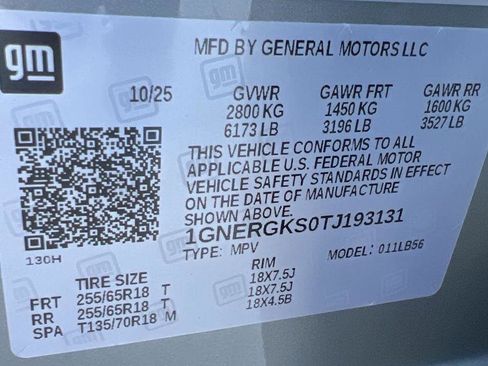 gm
MFD BY GENERAL MOTORS LLC
10/25 GVWR GAWR FRT GAWR RR
2800 KG 1450 KG 1600 KG
6173 LB 3196 LB 3527 LB
THIS VEHICLE CONFORMS TO ALL
APPLICABLE U.S. FEDERAL MOTOR
VEHICLE SAFETY STANDARDS IN EFFECT
ON THE DATE OF MANUFACTURE
SHOWN ABOVE.
1GNERGKS0TJ193131
130H TYPE: MPV MODEL: 011LB56
TIRE SIZE RIM
FRT 255/65R18 T 18X7.5J
RR 255/65R18 T 18X7.5J
SPA T135/70R18 M 18X4.5B